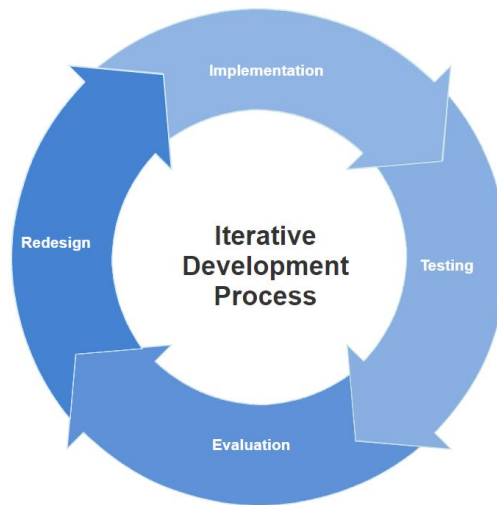 Implementation
Redesign
Iterative
Development
Process
Testing
Evaluation